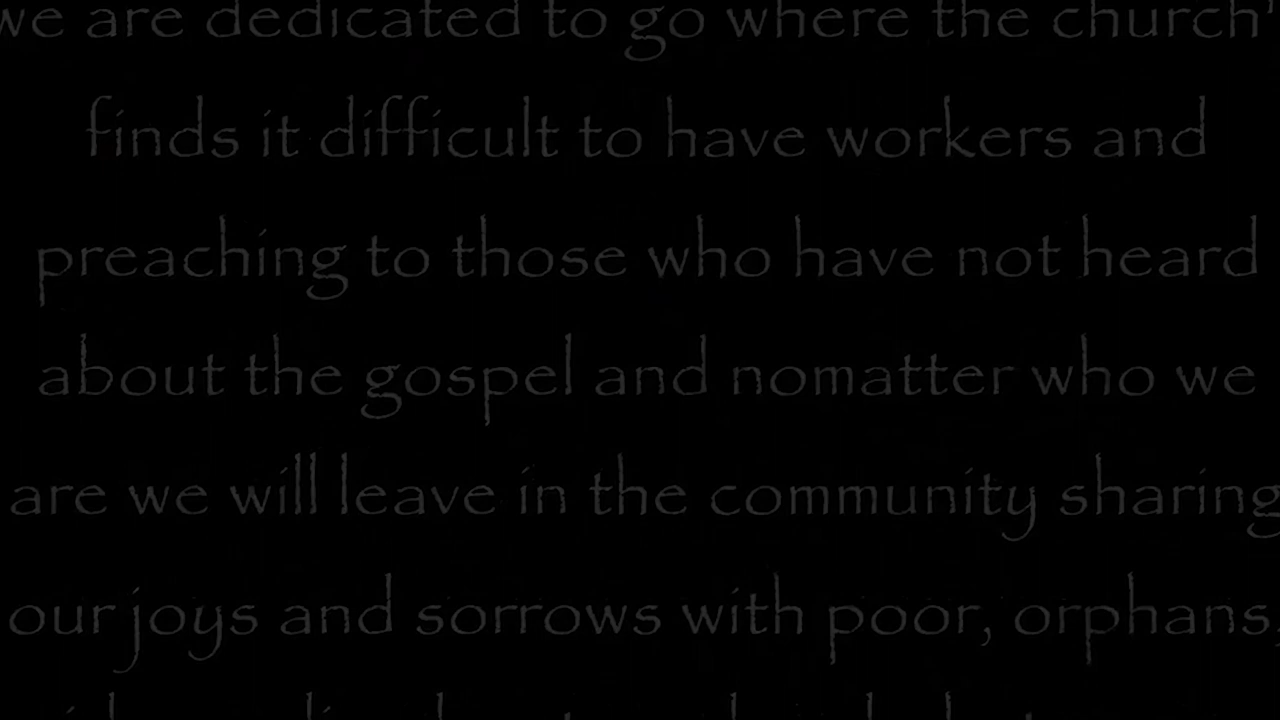 we are dedicated to go where the church'
finds it difficult to have workers and
preaching to those who have not heard
about the gospel and nomatter who we
are we will leave in the community sharing
our joys and sorrows with poor, orphans,